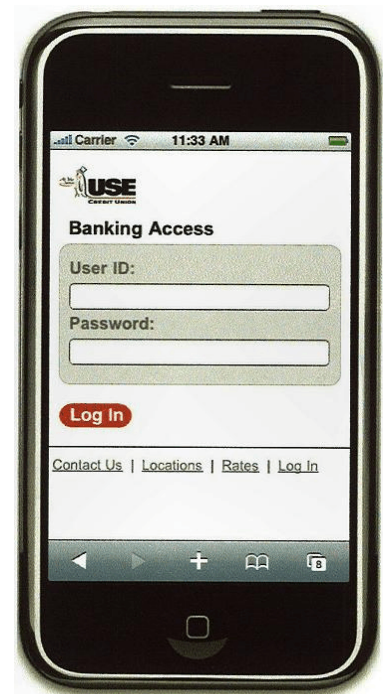 Carrier 11:33 AM
USE
CREDIT UNION
Banking Access
User ID:
Password:
Log In
Contact Us | Locations | Rates | Log In
8